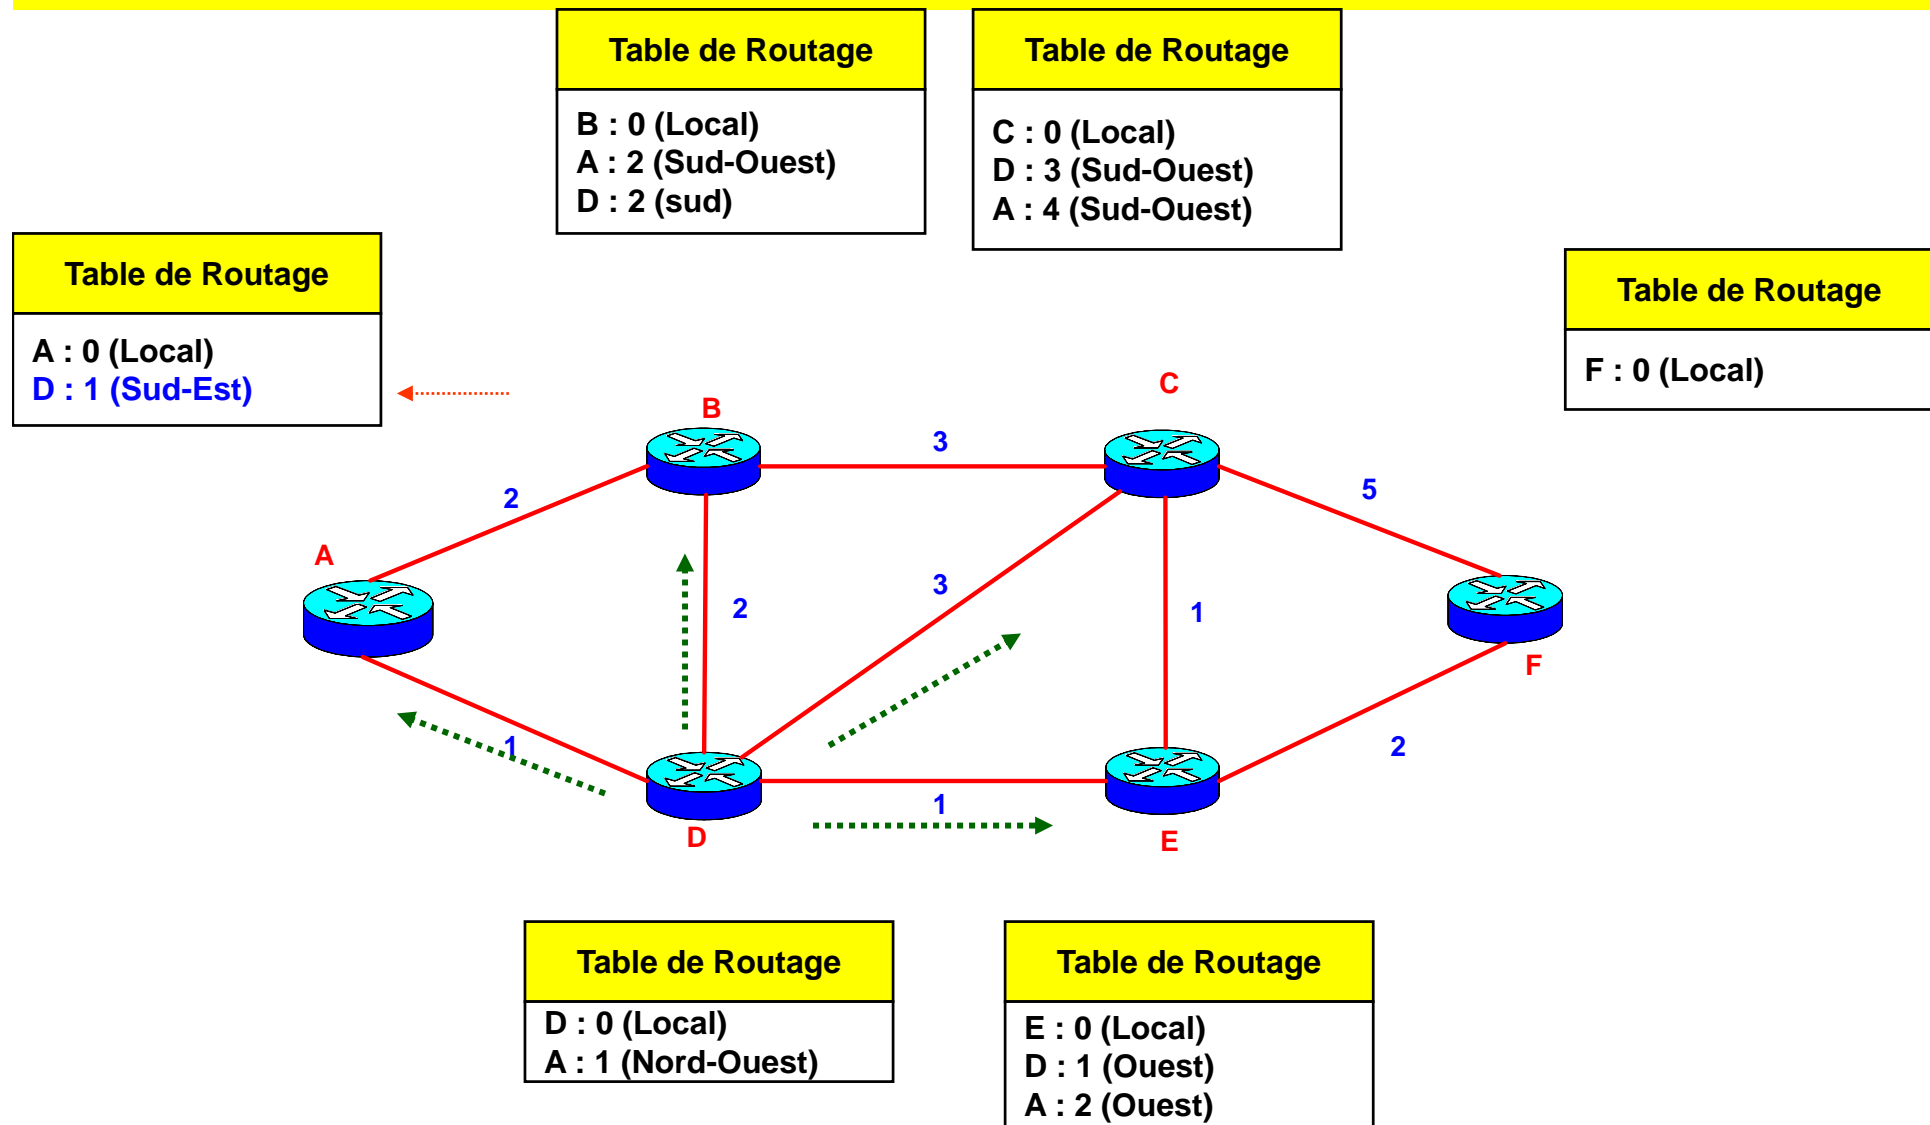 Table de Routage
B : 0 (Local)
A : 2 (Sud-Ouest)
D : 2 (sud)
Table de Routage
C : 0 (Local)
D : 3 (Sud-Ouest)
A : 4 (Sud-Ouest)
Table de Routage
A : 0 (Local)
D : 1 (Sud-Est)
Table de Routage
F : 0 (Local)
B
C
3
2
5
A
2
3
1
F
1
2
1
D
E
Table de Routage
D : 0 (Local)
A : 1 (Nord-Ouest)
Table de Routage
E : 0 (Local)
D : 1 (Ouest)
A : 2 (Ouest)